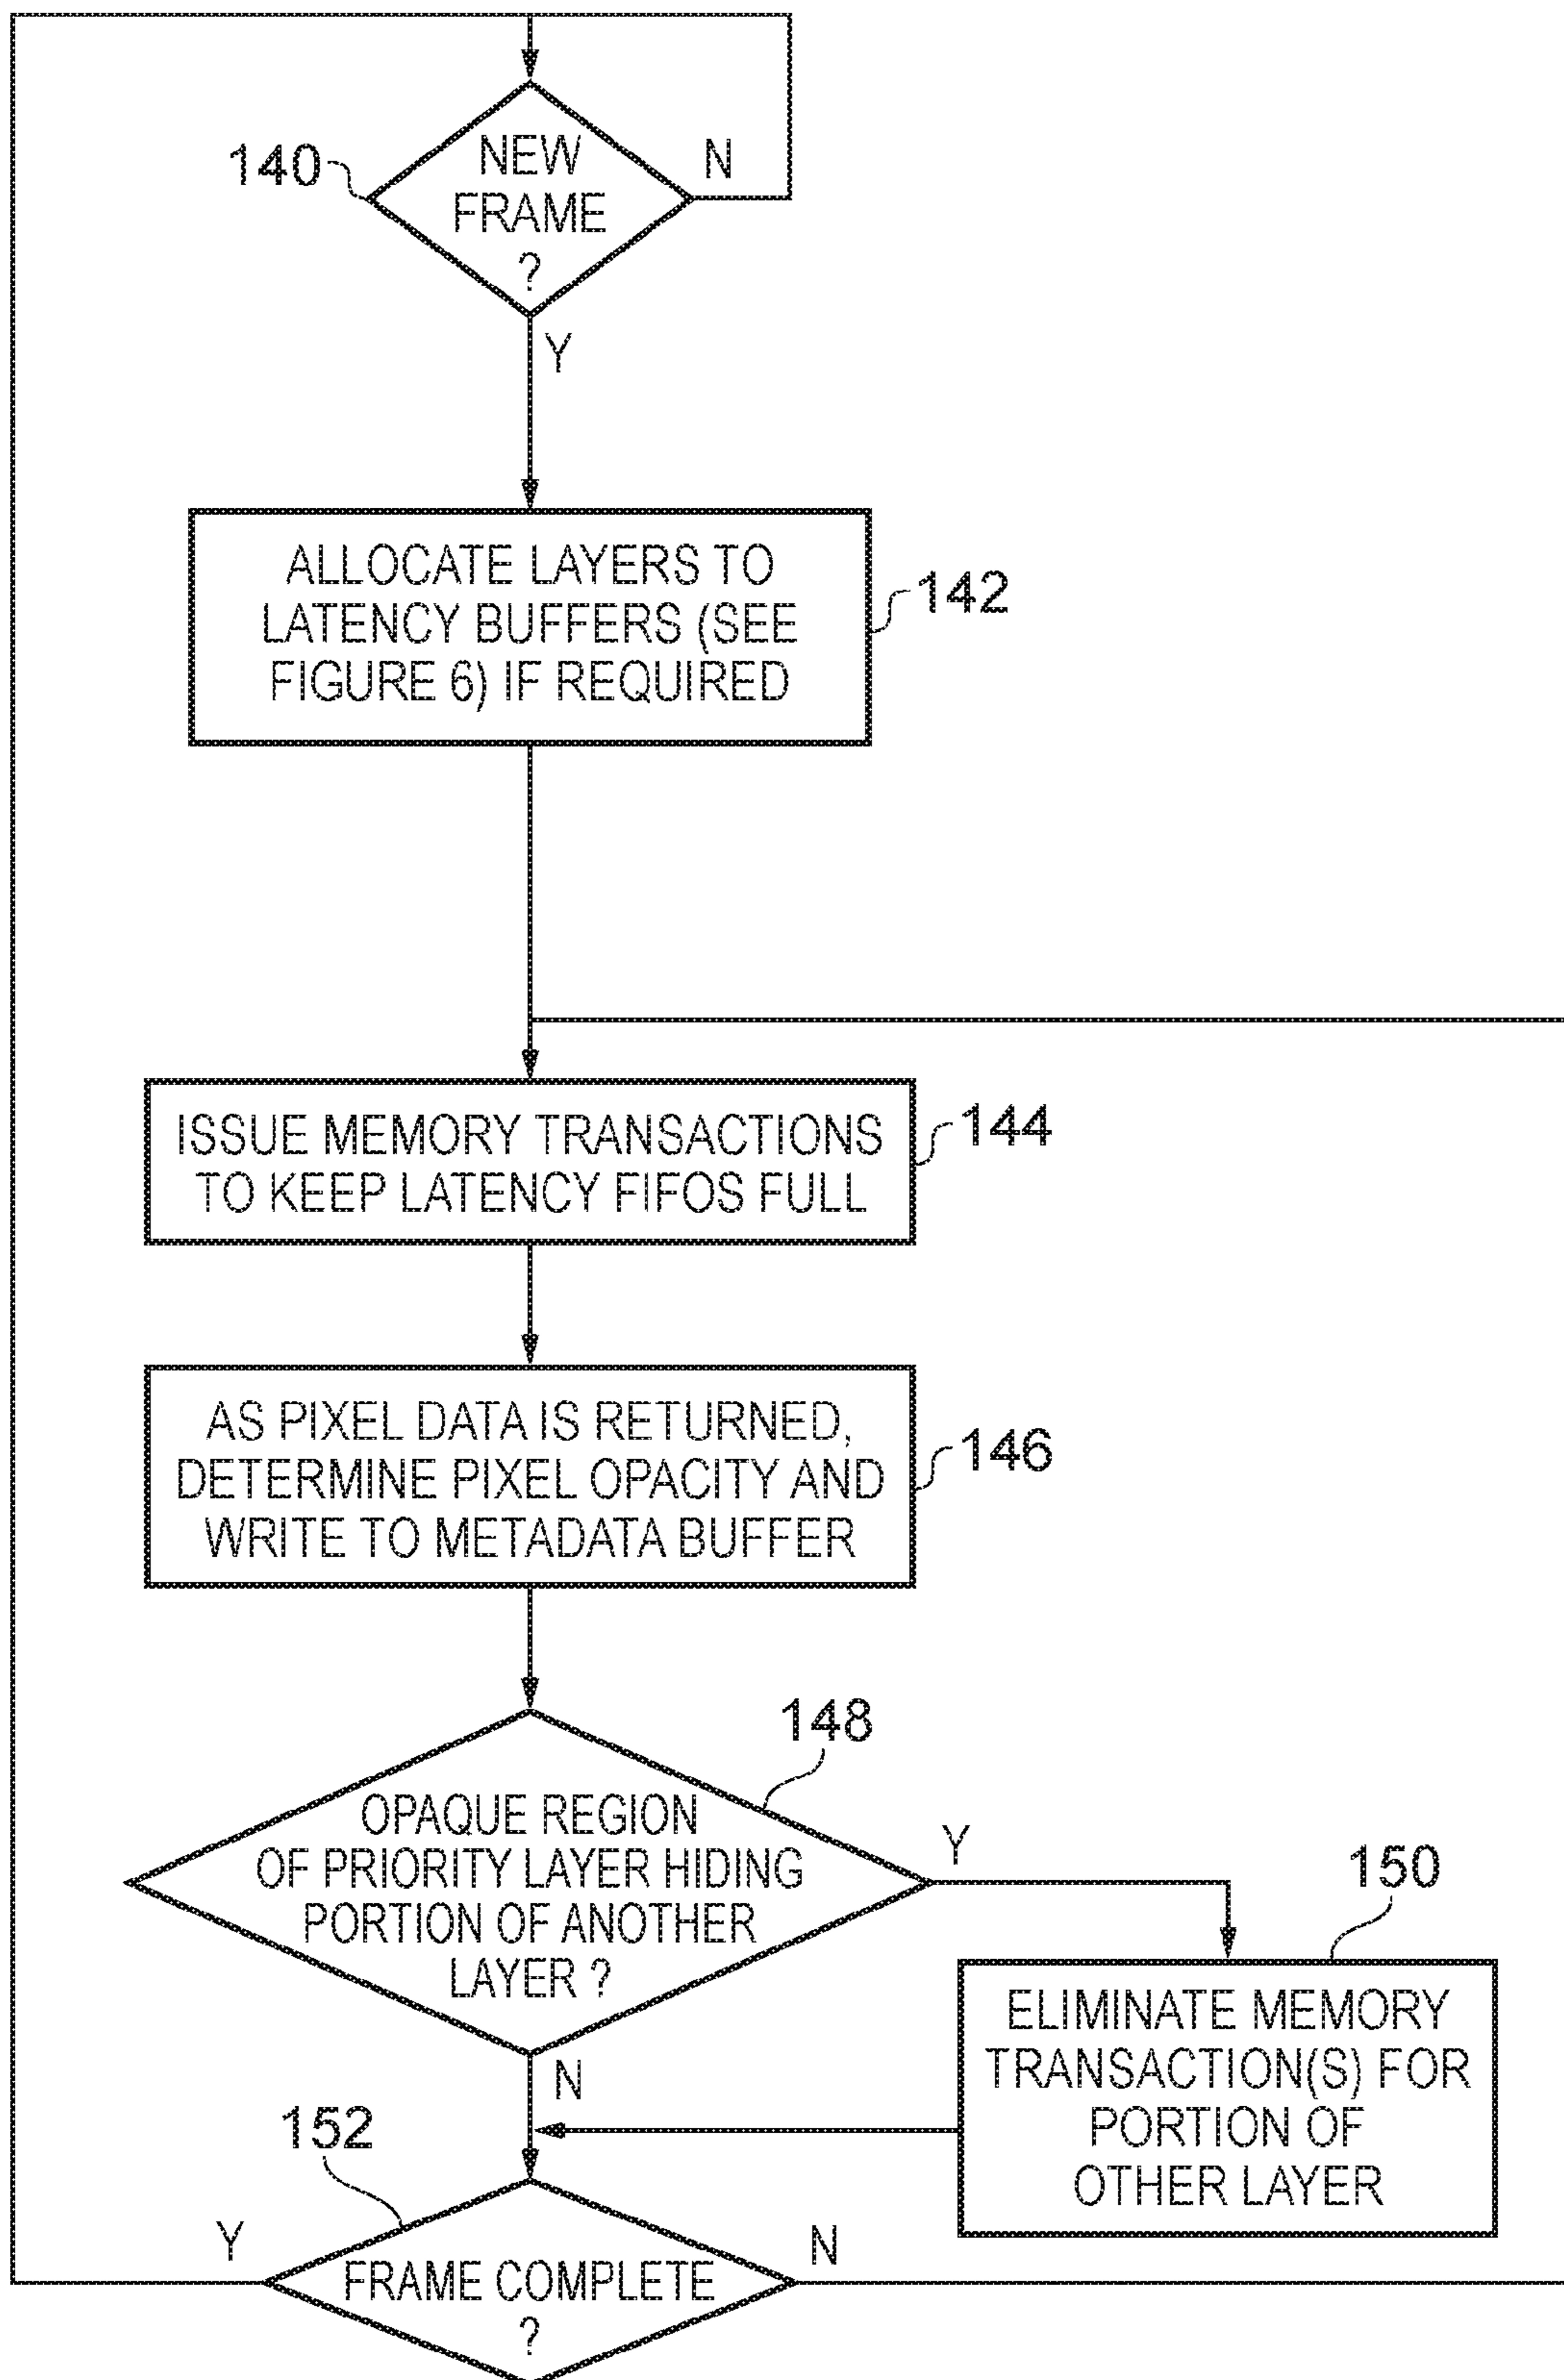 140
NEW
FRAME
?
N
Y
ALLOCATE LAYERS TO
LATENCY BUFFERS (SEE
FIGURE 6) IF REQUIRED
142
ISSUE MEMORY TRANSACTIONS
TO KEEP LATENCY FIFOS FULL
144
AS PIXEL DATA IS RETURNED,
DETERMINE PIXEL OPACITY AND
WRITE TO METADATA BUFFER
146
148
OPAQUE REGION
OF PRIORITY LAYER HIDING
PORTION OF ANOTHER
LAYER ?
Y
N
150
ELIMINATE MEMORY
TRANSACTION(S) FOR
PORTION OF
OTHER LAYER
152
Y
FRAME COMPLETE
?
N